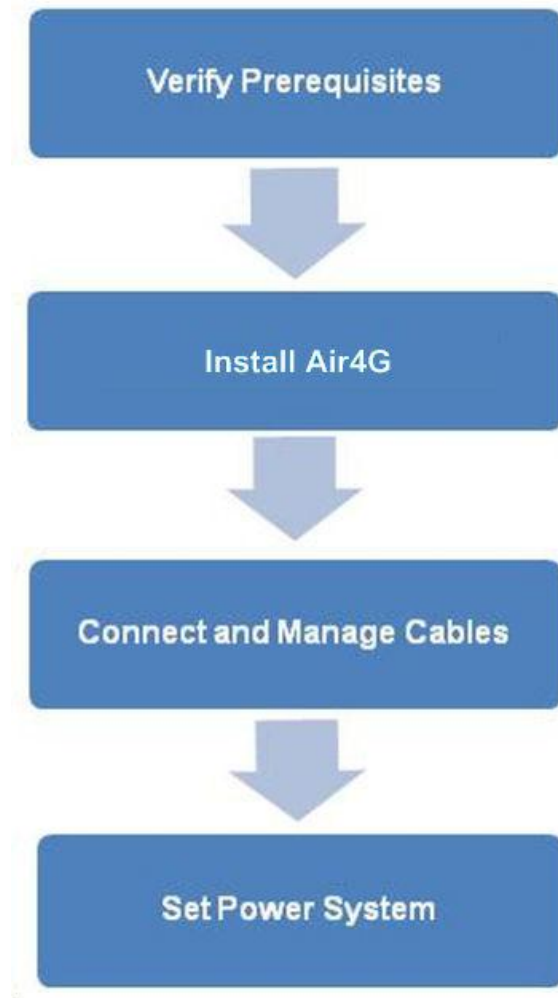 Verify Prerequisites
Install Air4G
Connect and Manage Cables
Set Power System